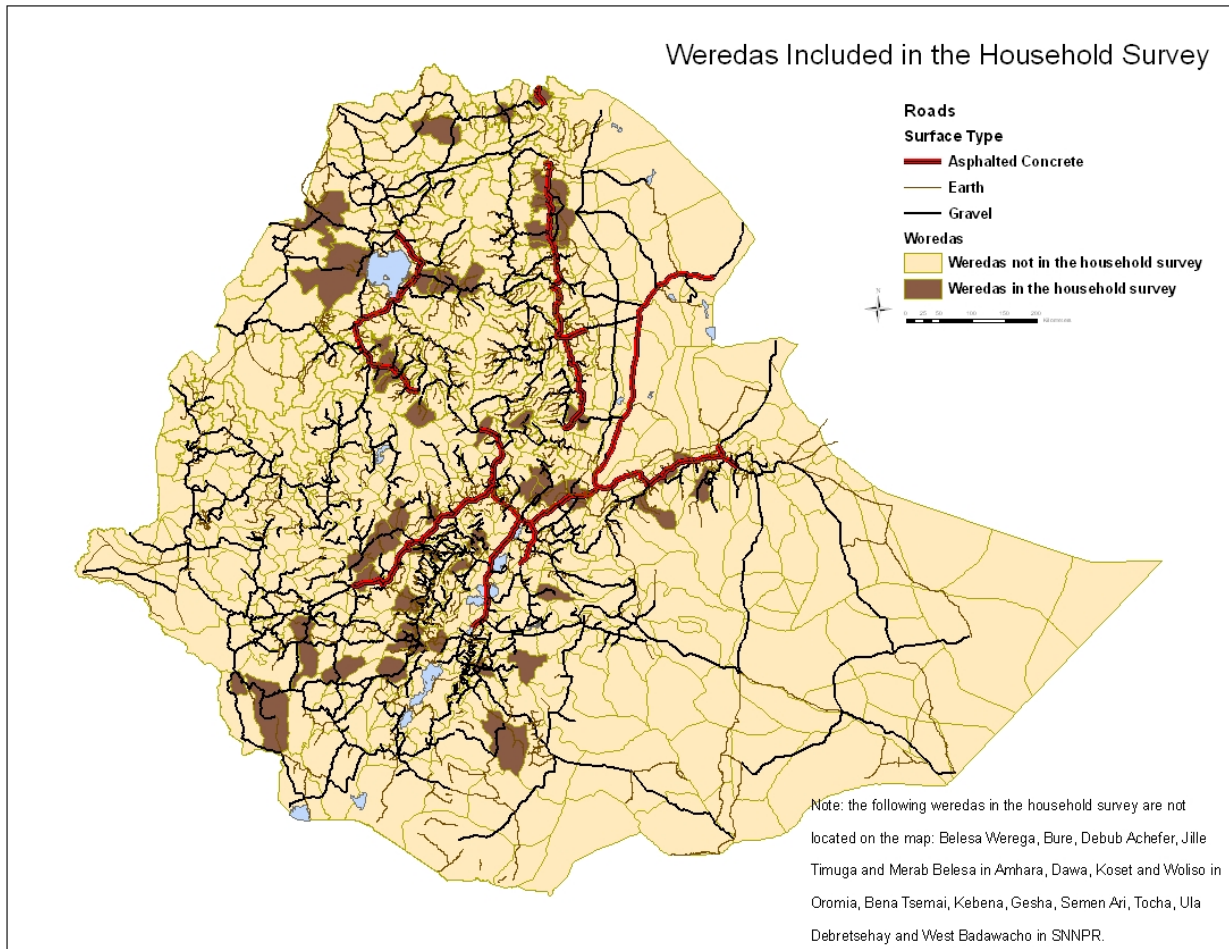 Weredas Included in the Household Survey
Roads
Surface Type
Asphalted Concrete
Earth
Gravel
Woredas
Weredas not in the household survey
Weredas in the household survey
N
0 25 50 100 150 200
Kilometers
Note: the following weredas in the household survey are not
located on the map: Belesa Werega, Bure, Debub Achefer, Jille
Timuga and Merab Belesa in Amhara, Dawa, Koset and Woliso in
Oromia, Bena Tsemai, Kebena, Gesha, Semen Ari, Tocha, Ula
Debretsehay and West Badawacho in SNNPR.